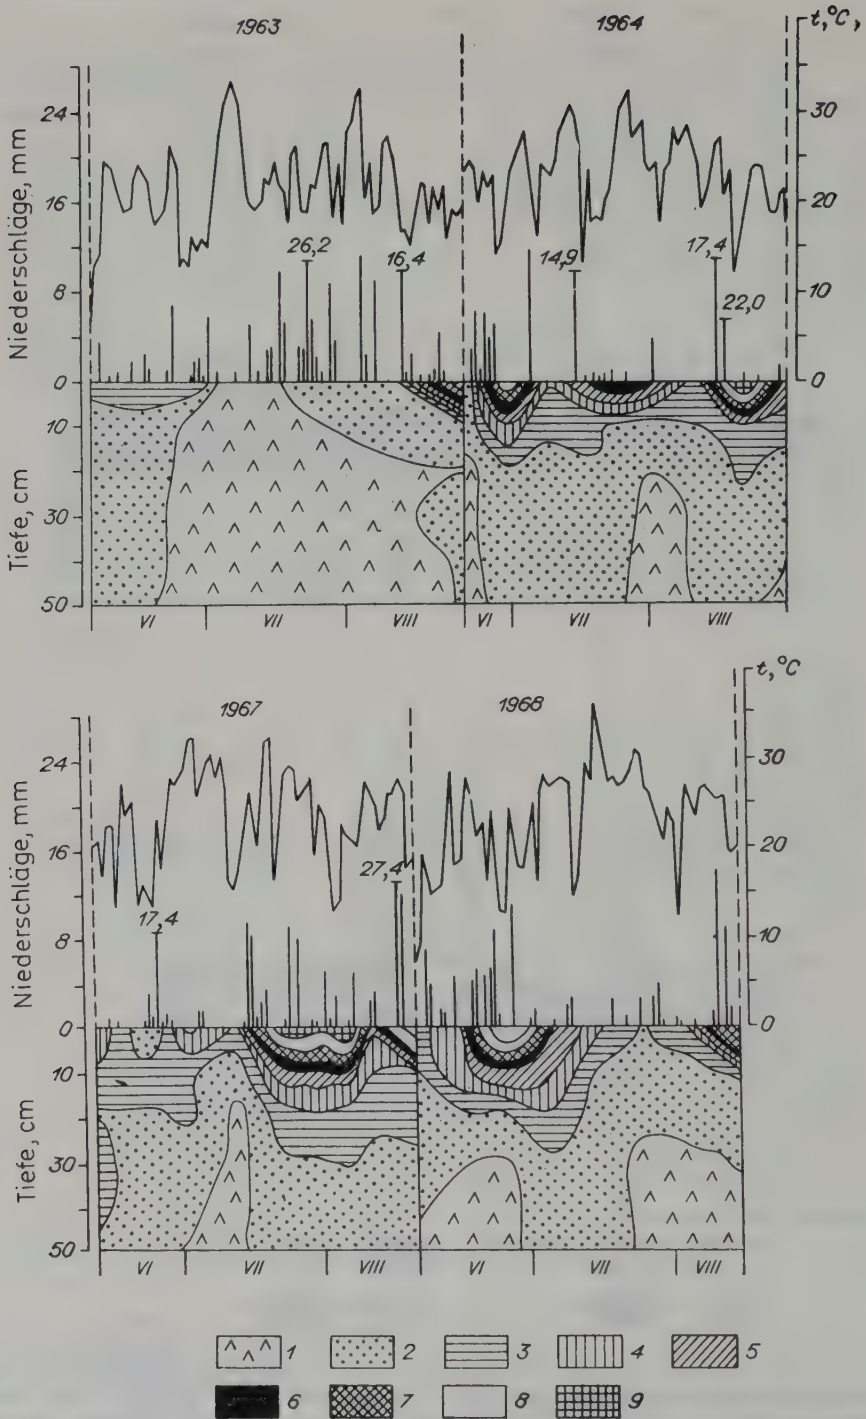 1963
1964
t,°C,
24
30
16
20
26,2
16,4
14,9
17,4
22,0
8
10
0
0
10
30
50
Niederschläge, mm
Tiefe, cm
VI
VII
VIII
VI
VII
VIII
1967
1968
t,°C
24
30
16
20
17,4
27,4
8
10
0
0
10
30
50
Niederschläge, mm
Tiefe, cm
VI
VII
VIII
VI
VII
VIII
1
2
3
4
5
6
7
8
9